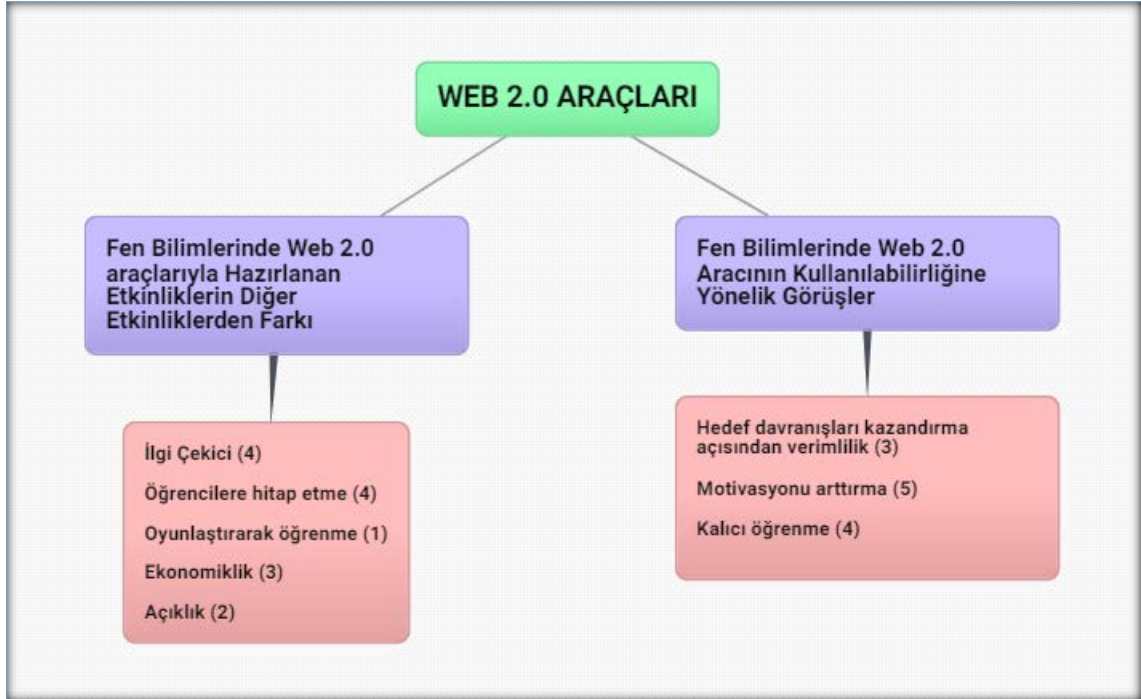 WEB 2.0 ARAÇLARI
Fen Bilimlerinde Web 2.0
araçlarıyla Hazırlanan
Etkinliklerin Diğer
Etkinliklerden Farkı
Fen Bilimlerinde Web 2.0
Aracının Kullanılabilirliğine
Yönelik Görüşler
İlgi Çekici (4)
Öğrencilere hitap etme (4)
Oyunlaştırarak öğrenme (1)
Ekonomiklik (3)
Açıklık (2)
Hedef davranışları kazandırma
açısından verimlilik (3)
Motivasyonu arttırma (5)
Kalıcı öğrenme (4)